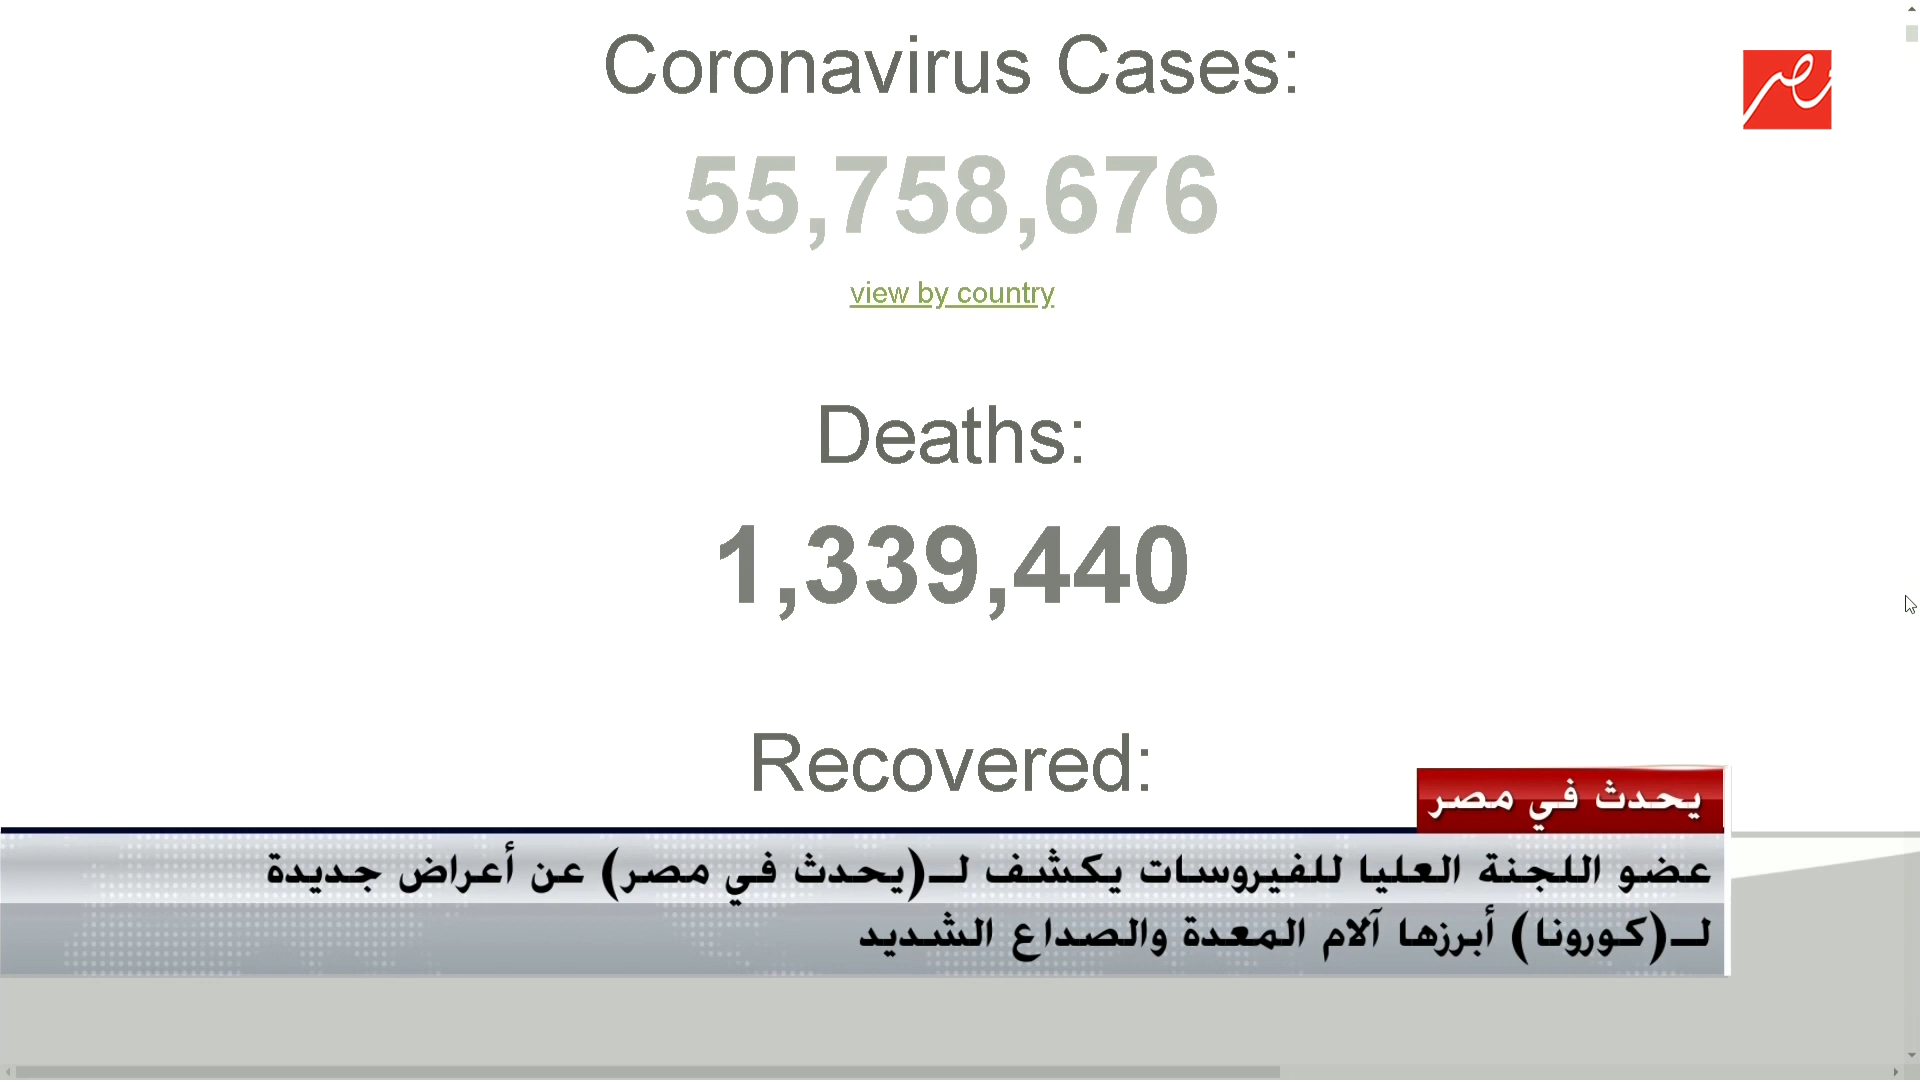 Coronavirus Cases:
مصر
55,758,676
view by country
Deaths:
1,339,440
Recovered:
يحدث في مصر
عضو اللجنة العليا للفيروسات يكشف لـ(يحدث في مصر) عن أعراض جديدة
لـ(كورونا) أبرزها آلام المعدة والصداع الشديد